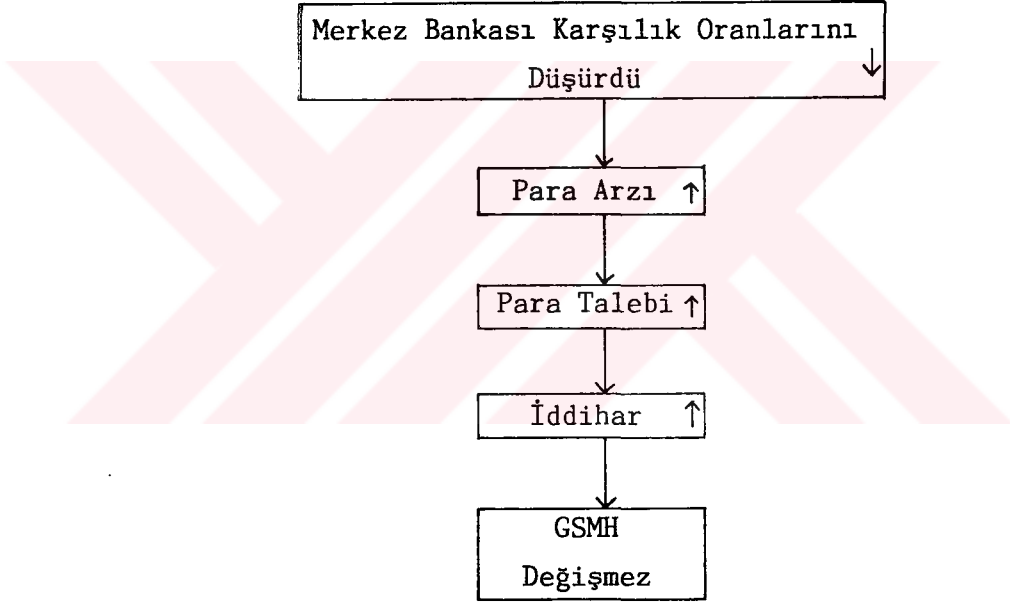 Merkez Bankası Karşılık Oranlarını
Düşürdü ↓
Para Arzı ↑
Para Talebi ↑
İddihar ↑
GSMH
Değişmez